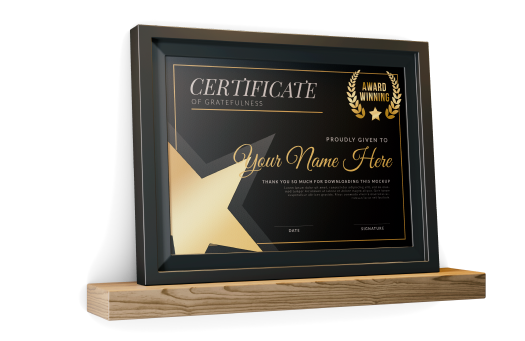 CERTIFICATE
OF GRATEFULNESS
AWARD
WINNING
PROUDLY GIVEN TO
Your Name Here
THANK YOU SO MUCH FOR DOWNLOADING THIS MOCKUP
DATE
SIGNATURE